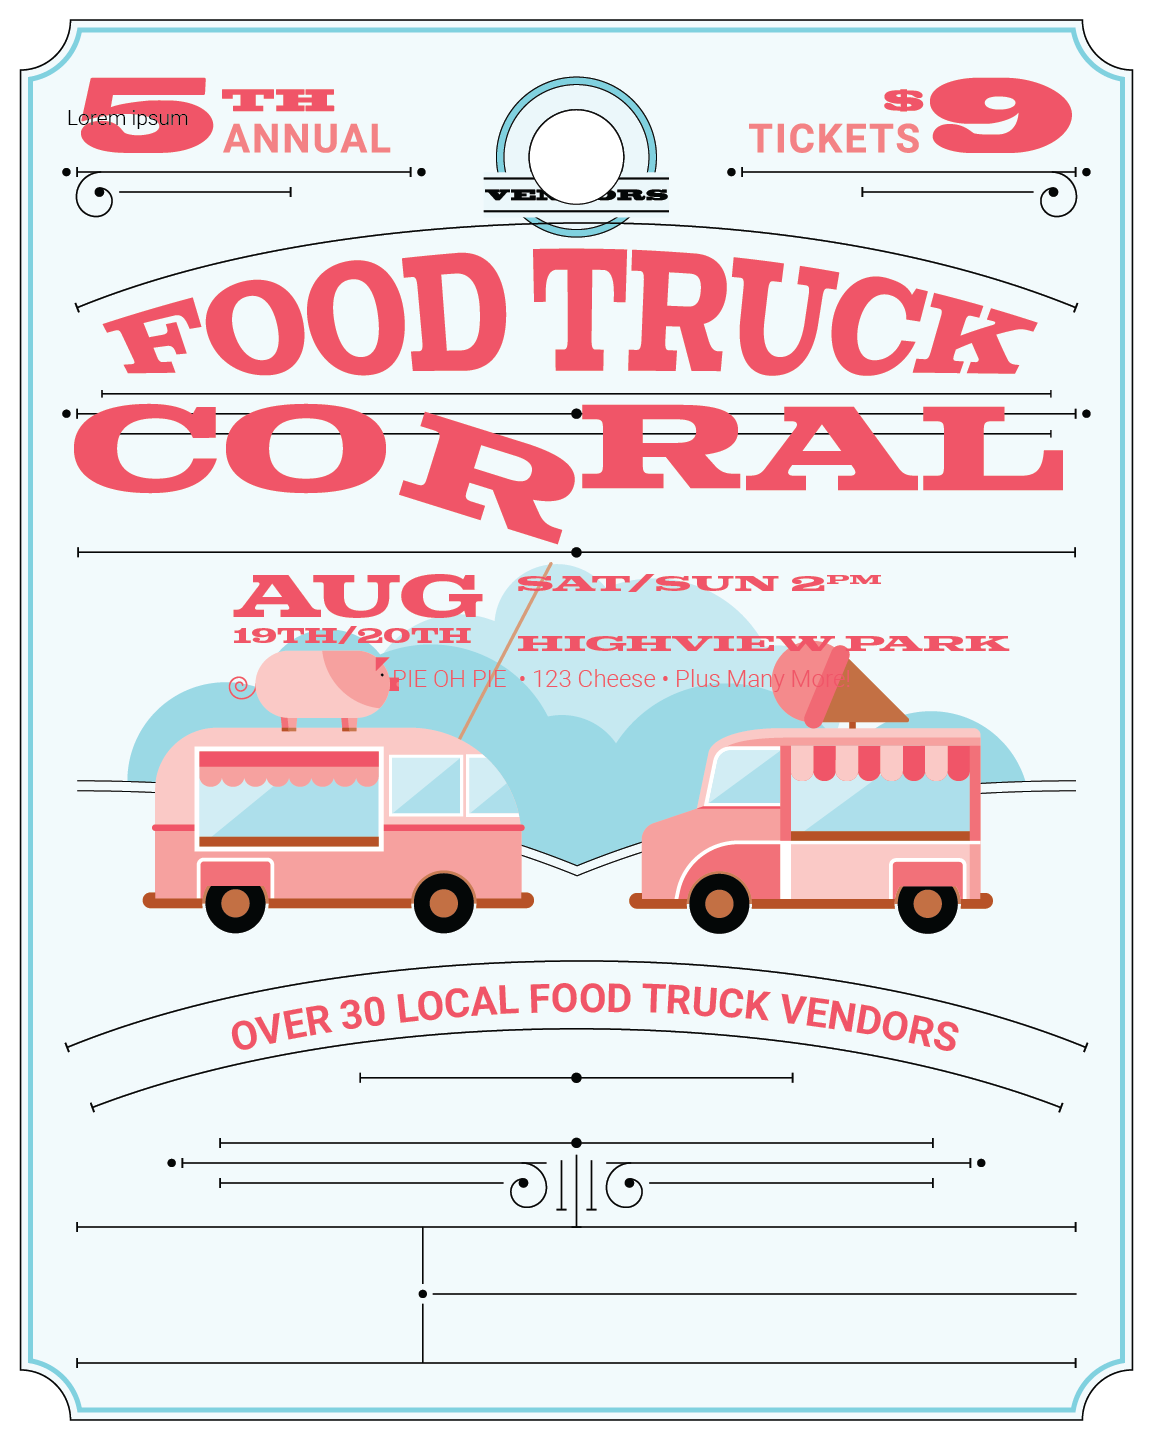 5TH
ANNUAL
Lorem ipsum
TICKETS $9
FOOD TRUCK
CORRAL
AUG
19TH/20TH
SAT/SUN 2PM
HIGHVIEW PARK
PIE OH PIE • 123 Cheese • Plus Many More
OVER 30 LOCAL FOOD TRUCK VENDORS